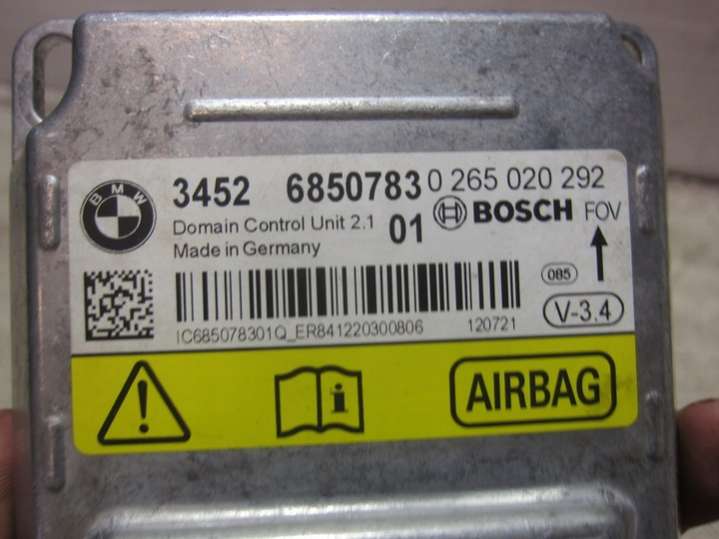 BMW
3452 6850783 0 265 020 292
Domain Control Unit 2.1 01 BOSCH FOV
Made in Germany
085
V-3.4
IC685078301Q_ER841220300806 120721
AIRBAG